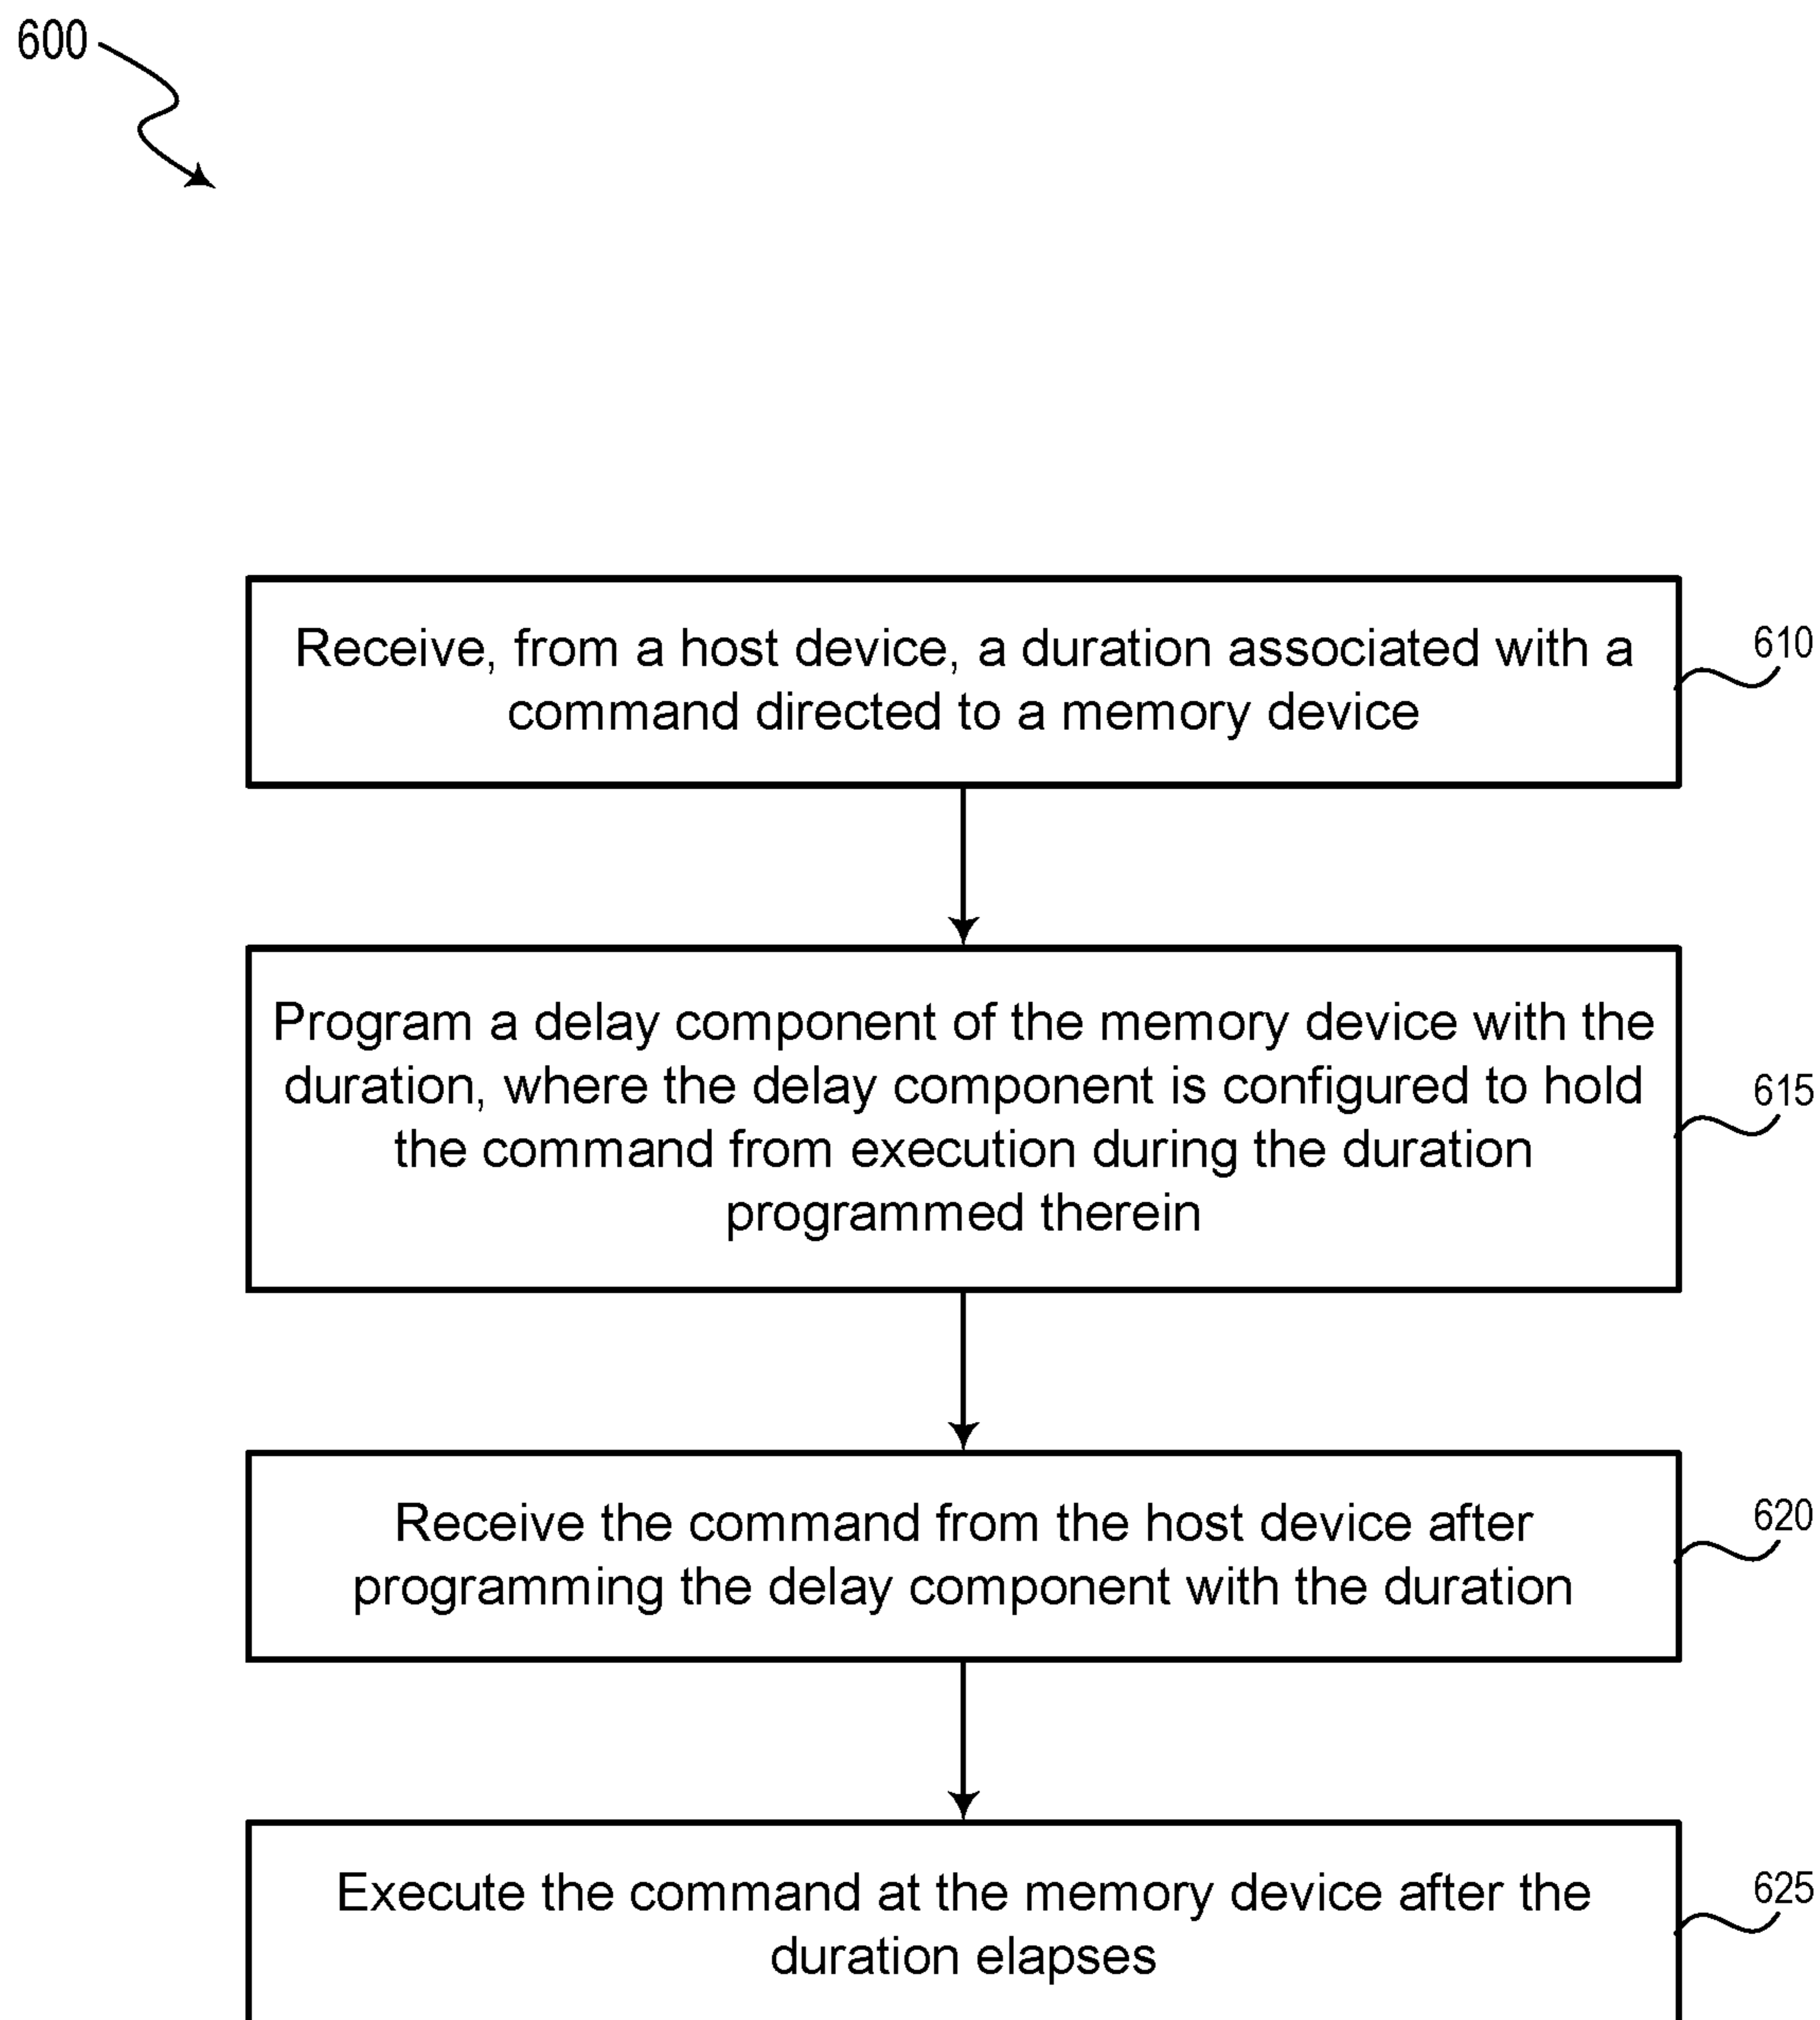 600
Receive, from a host device, a duration associated with a
command directed to a memory device
610
Program a delay component of the memory device with the
duration, where the delay component is configured to hold
the command from execution during the duration
programmed therein
615
Receive the command from the host device after
programming the delay component with the duration
620
Execute the command at the memory device after the
duration elapses
625